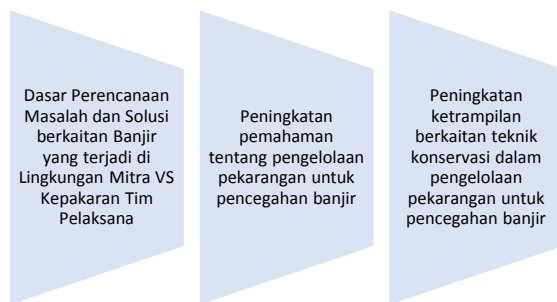 Dasar Perencanaan
Masalah dan Solusi
berkaitan Banjir
yang terjadi di
Lingkungan Mitra VS
Kepakaran Tim
Pelaksana
Peningkatan
pemahaman
tentang pengelolaan
pekarangan untuk
pencegahan banjir
Peningkatan
ketrampilan
berkaitan teknik
konservasi dalam
pengelolaan
pekarangan untuk
pencegahan banjir